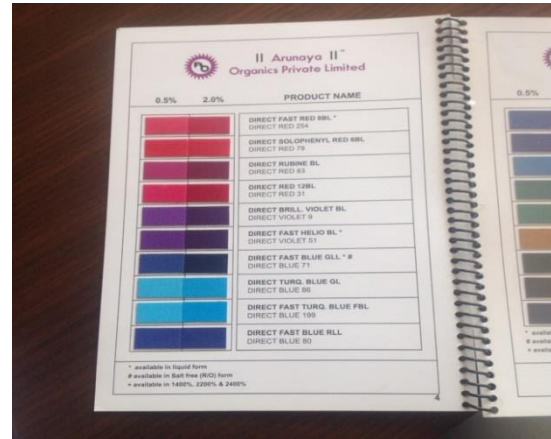 || Arunaya ||™
Organics Private Limited
0.5% 2.0% PRODUCT NAME
DIRECT FAST RED 8BL *
DIRECT RED 254
DIRECT SOLOPHENYL RED 6BL
DIRECT RED 79
DIRECT RUBINE BL
DIRECT RED 83
DIRECT RED 12BL
DIRECT RED 31
DIRECT BRILL. VIOLET BL
DIRECT VIOLET 9
DIRECT FAST HELIO BL *
DIRECT VIOLET 51
DIRECT FAST BLUE GLL * #
DIRECT BLUE 71
DIRECT TURQ. BLUE GL
DIRECT BLUE 86
DIRECT FAST TURQ. BLUE FBL
DIRECT BLUE 199
DIRECT FAST BLUE RLL
DIRECT BLUE 80
* available in liquid form
# available in Salt free (R/O) form
+ available in 1400%, 2200% & 2400%
4
0.5%